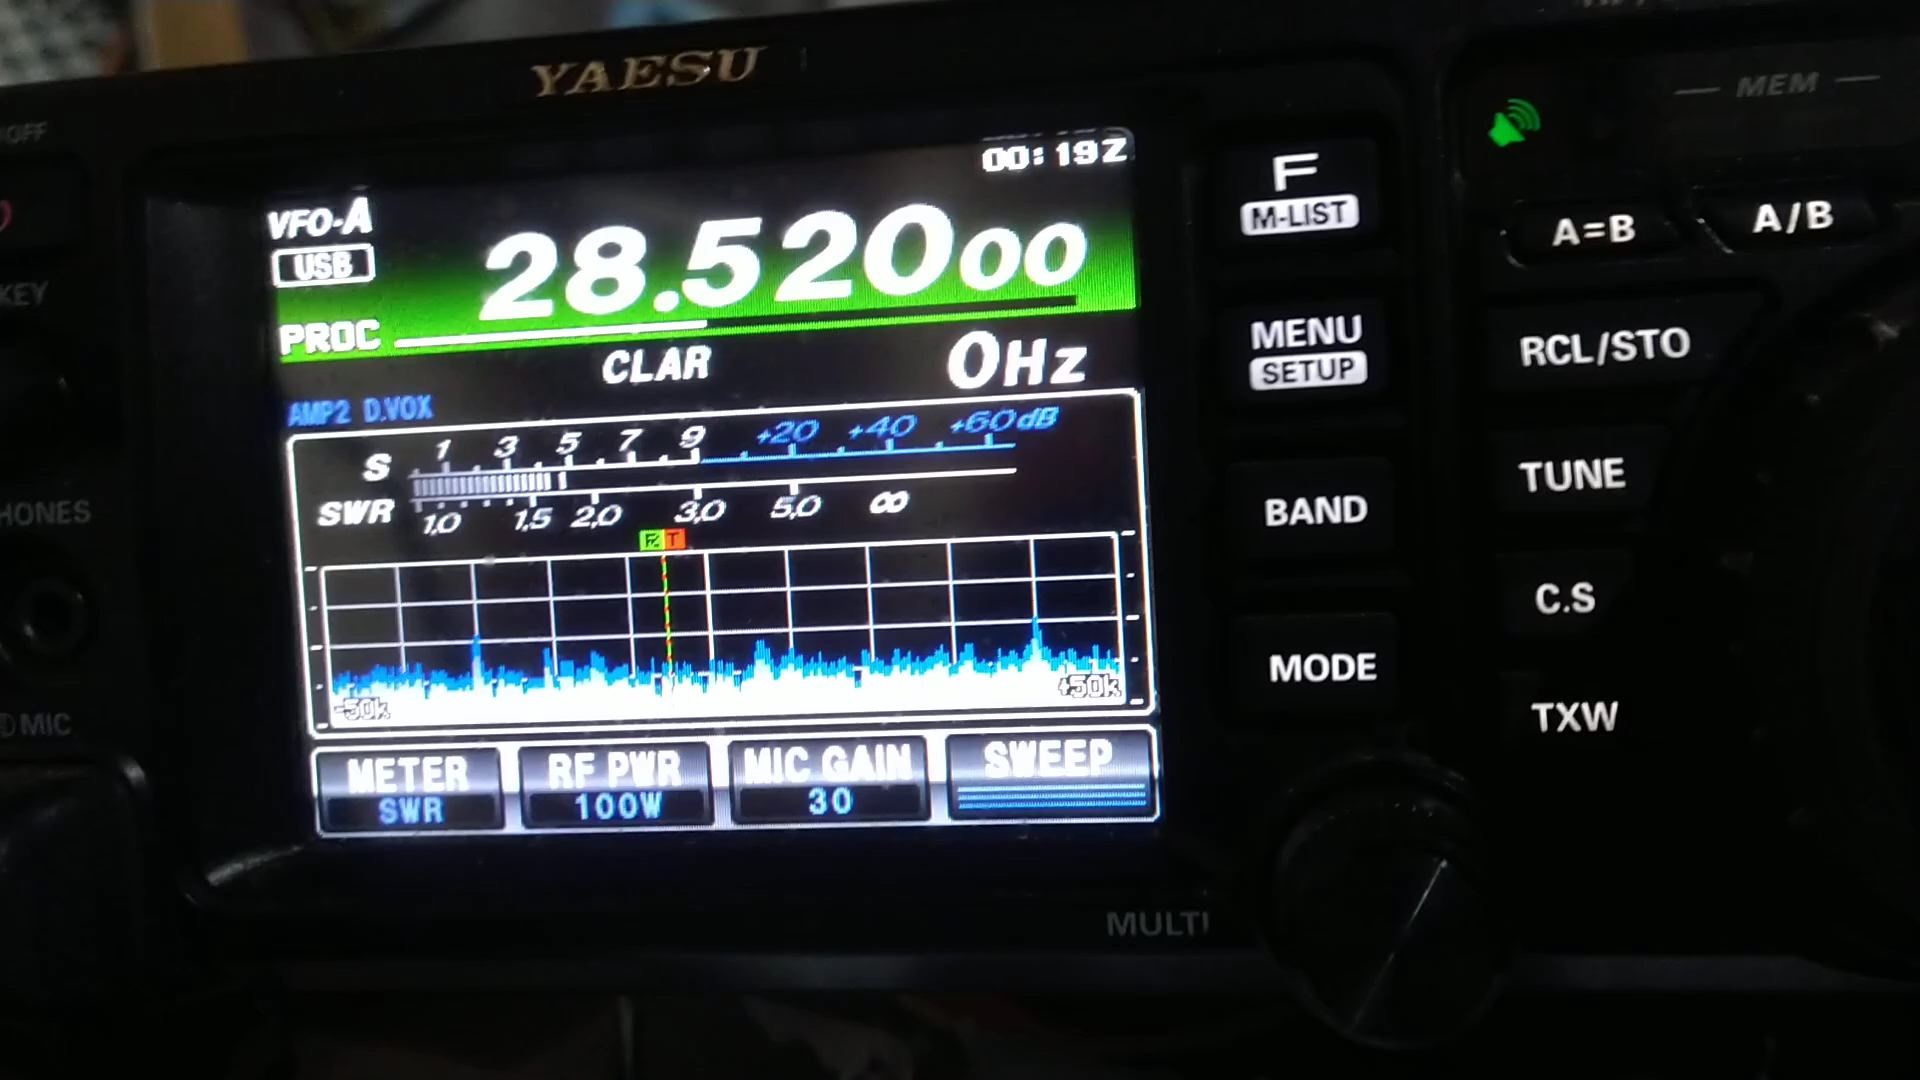 YAESU
MEM
/OFF
00:19Z
VFO-A
28.520 00
USB
KEY
PROC
CLAR
0Hz
AMP2 D.VOX
S
1 3 5 7 9 +20 +40 +60dB
SWR
1,0 1,5 2,0 3,0 5,0 ∞
T
-50k
+50k
METER
SWR
RF PWR
100W
MIC GAIN
30
SWEEP
HONES
MIC
F
M-LIST
MENU
SETUP
BAND
MODE
MULTI
A=B
A/B
RCL/STO
TUNE
C.S
TXW